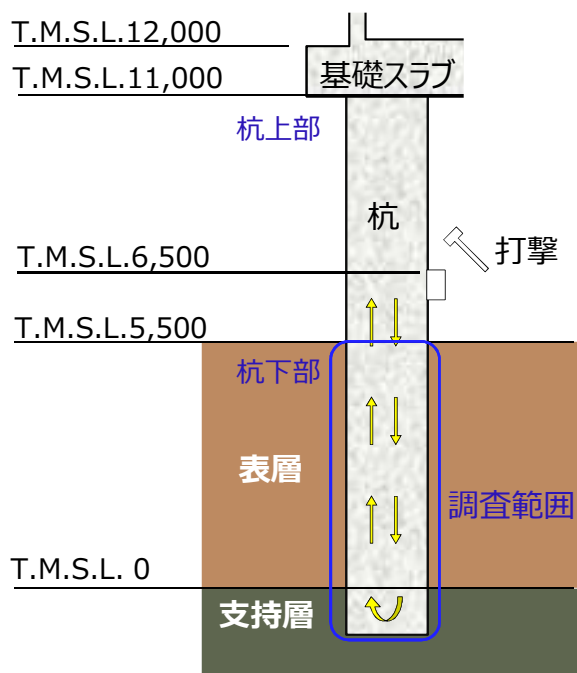 T.M.S.L.12,000
T.M.S.L.11,000
基礎スラブ
杭上部
杭
打撃
T.M.S.L.6,500
T.M.S.L.5,500
杭下部
表層
調査範囲
T.M.S.L. 0
支持層